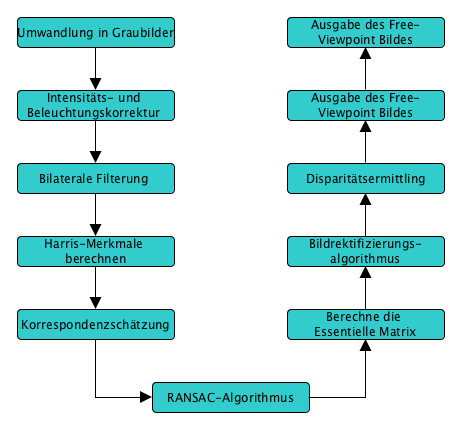 Umwandlung in Graubilder
Intensitäts- und
Beleuchtungskorrektur
Bilaterale Filterung
Harris-Merkmale
berechnen
Korrespondenzschätzung
RANSAC-Algorithmus
Berechne die
Essentielle Matrix
Bildrektifizierungs-
algorithmus
Disparitätsermittling
Ausgabe des Free-
Viewpoint Bildes
Ausgabe des Free-
Viewpoint Bildes